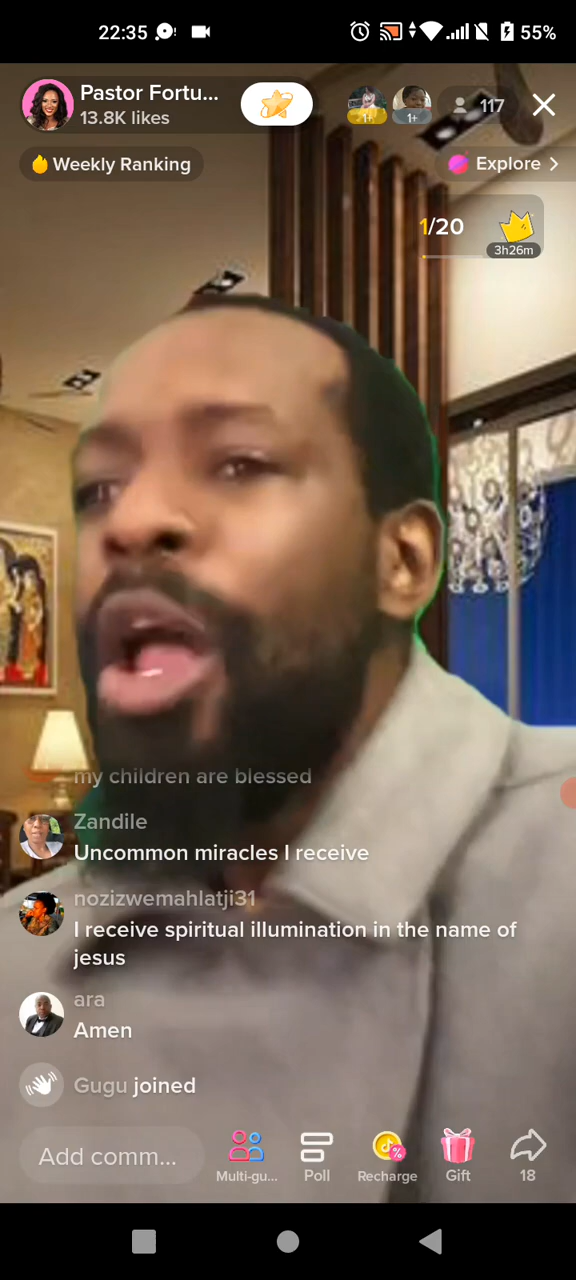 22:35
55%
Pastor Fortu...
13.8K likes
1+
1+
117
Weekly Ranking
Explore
1/20
3h26m
my children are blessed
Zandile
Uncommon miracles I receive
nozizwemahlatji31
I receive spiritual illumination in the name of
jesus
ara
Amen
Gugu joined
Add comm...
Multi-gu...
Poll
Recharge
Gift
18